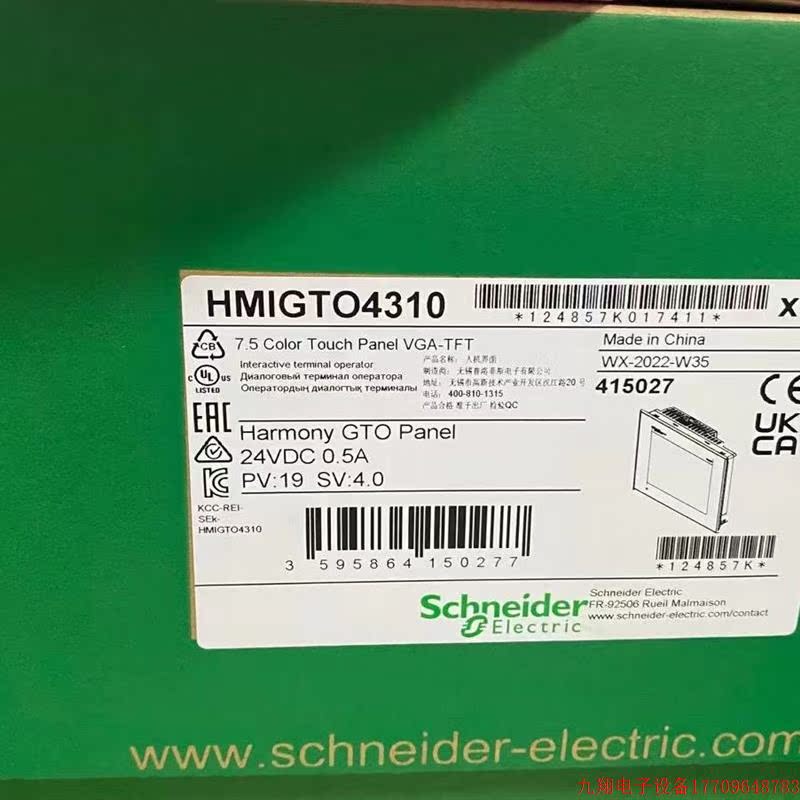 HMIGTO4310
*124857K017411*
X
CB
7.5 Color Touch Panel VGA-TFT
Interactive terminal operator
Диалоговый терминал оператора
Оператордың диалогтық терминалы
产品名称: 人机界面
制造商: 无锡普洛菲斯电子有限公司
地址: 无锡市高新技术产业开发区汉江路20号
电话: 400-810-1315
产品合格 准予出厂 检验QC
Made in China
WX-2022-W35
415027
C UL US
LISTED
CE
UK
CA
EAC
Harmony GTO Panel
24VDC 0.5A
PV:19 SV:4.0
KCC-REI-
SEk-
HMIGTO4310
3 595864 150277
*124857K*
Schneider
Electric
Schneider Electric
FR-92506 Rueil Malmaison
www.schneider-electric.com/contact
www.schneider-electric.com
九翔电子设备17709648783